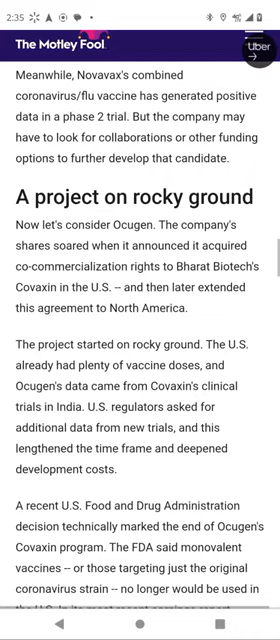 2:35
The Motley Fool
Uber
Meanwhile, Novavax's combined
coronavirus/flu vaccine has generated positive
data in a phase 2 trial. But the company may
have to look for collaborations or other funding
options to further develop that candidate.
A project on rocky ground
Now let's consider Ocugen. The company's
shares soared when it announced it acquired
co-commercialization rights to Bharat Biotech's
Covaxin in the U.S. -- and then later extended
this agreement to North America.
The project started on rocky ground. The U.S.
already had plenty of vaccine doses, and
Ocugen's data came from Covaxin's clinical
trials in India. U.S. regulators asked for
additional data from new trials, and this
lengthened the time frame and deepened
development costs.
A recent U.S. Food and Drug Administration
decision technically marked the end of Ocugen's
Covaxin program. The FDA said monovalent
vaccines -- or those targeting just the original
coronavirus strain -- no longer would be used in
the U.S. In its most recent earnings report